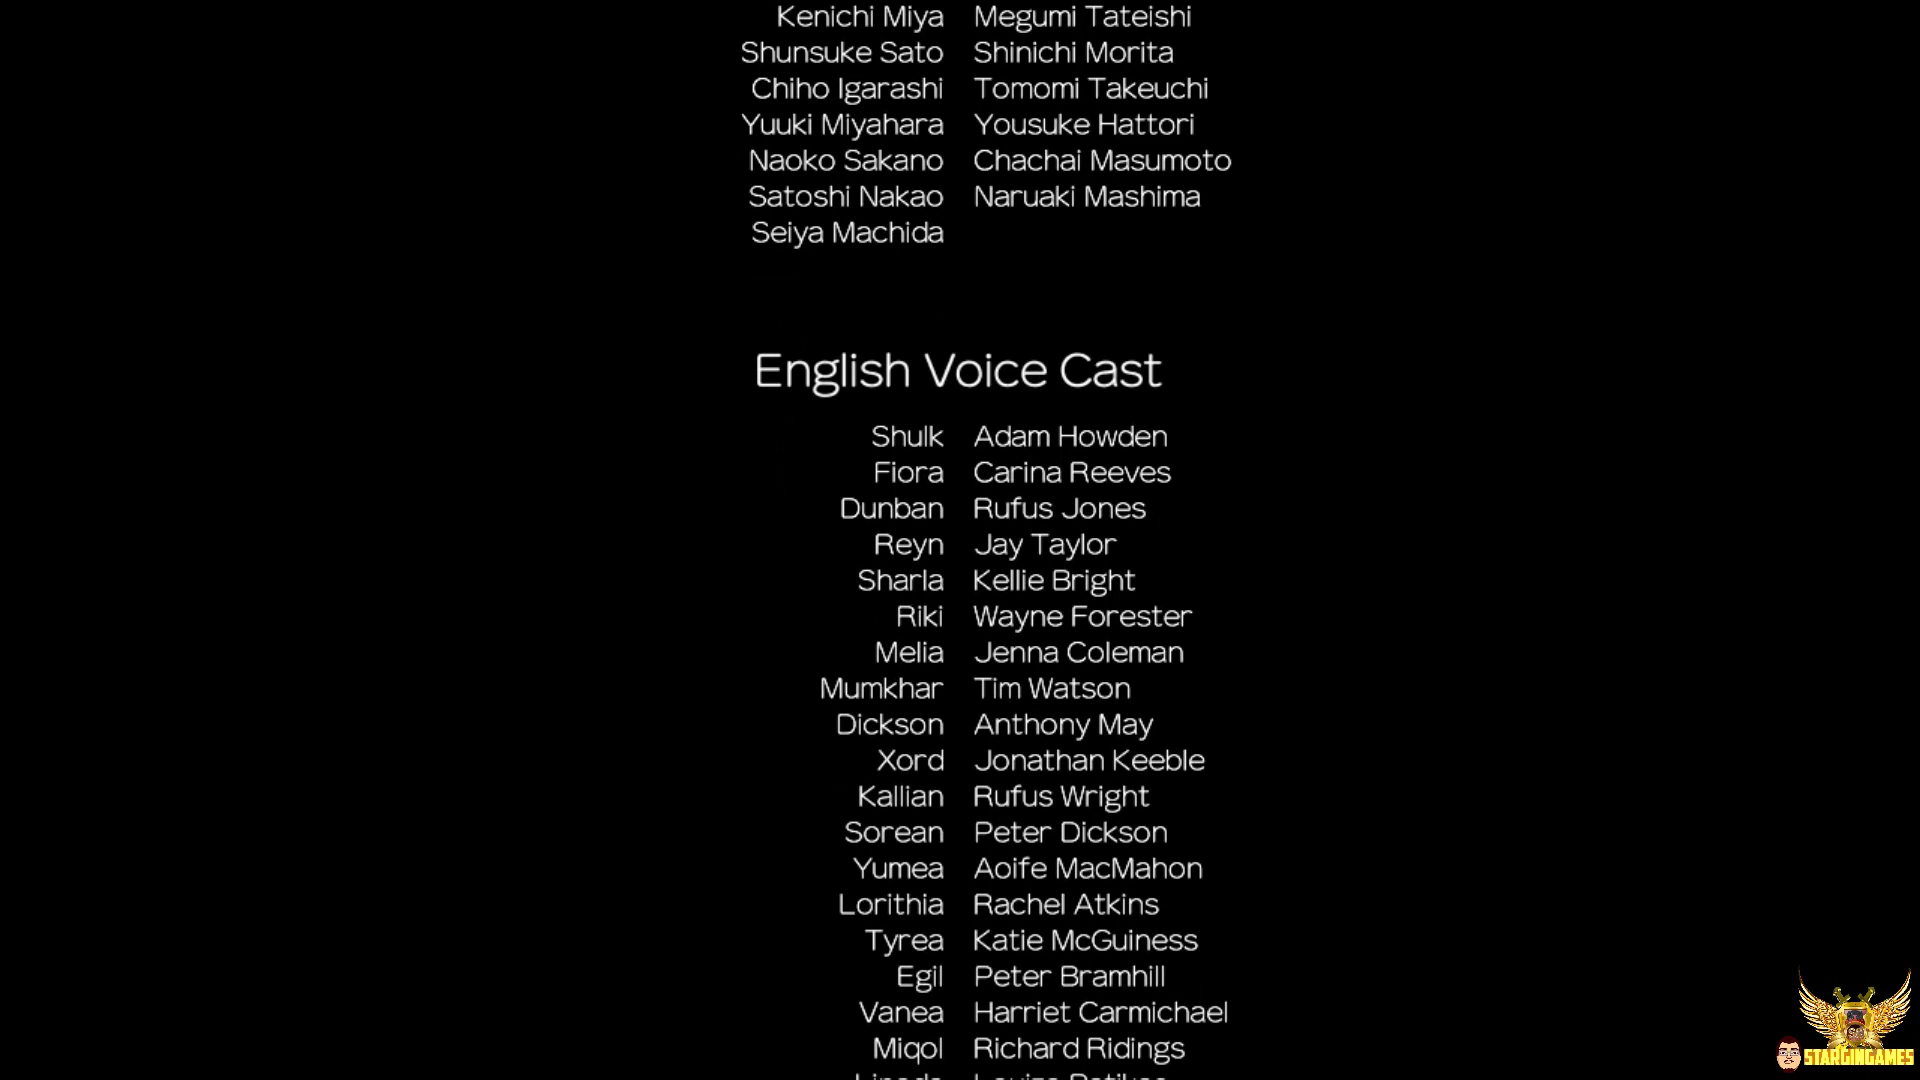 Kenichi Miya Megumi Tateishi
Shunsuke Sato Shinichi Morita
Chiho Igarashi Tomomi Takeuchi
Yuuki Miyahara Yousuke Hattori
Naoko Sakano Chachai Masumoto
Satoshi Nakao Naruaki Mashima
Seiya Machida
English Voice Cast
Shulk Adam Howden
Fiora Carina Reeves
Dunban Rufus Jones
Reyn Jay Taylor
Sharla Kellie Bright
Riki Wayne Forester
Melia Jenna Coleman
Mumkhar Tim Watson
Dickson Anthony May
Xord Jonathan Keeble
Kallian Rufus Wright
Sorean Peter Dickson
Yumea Aoife MacMahon
Lorithia Rachel Atkins
Tyrea Katie McGuiness
Egil Peter Bramhill
Vanea Harriet Carmichael
Miqol Richard Ridings
STARGINGAMES